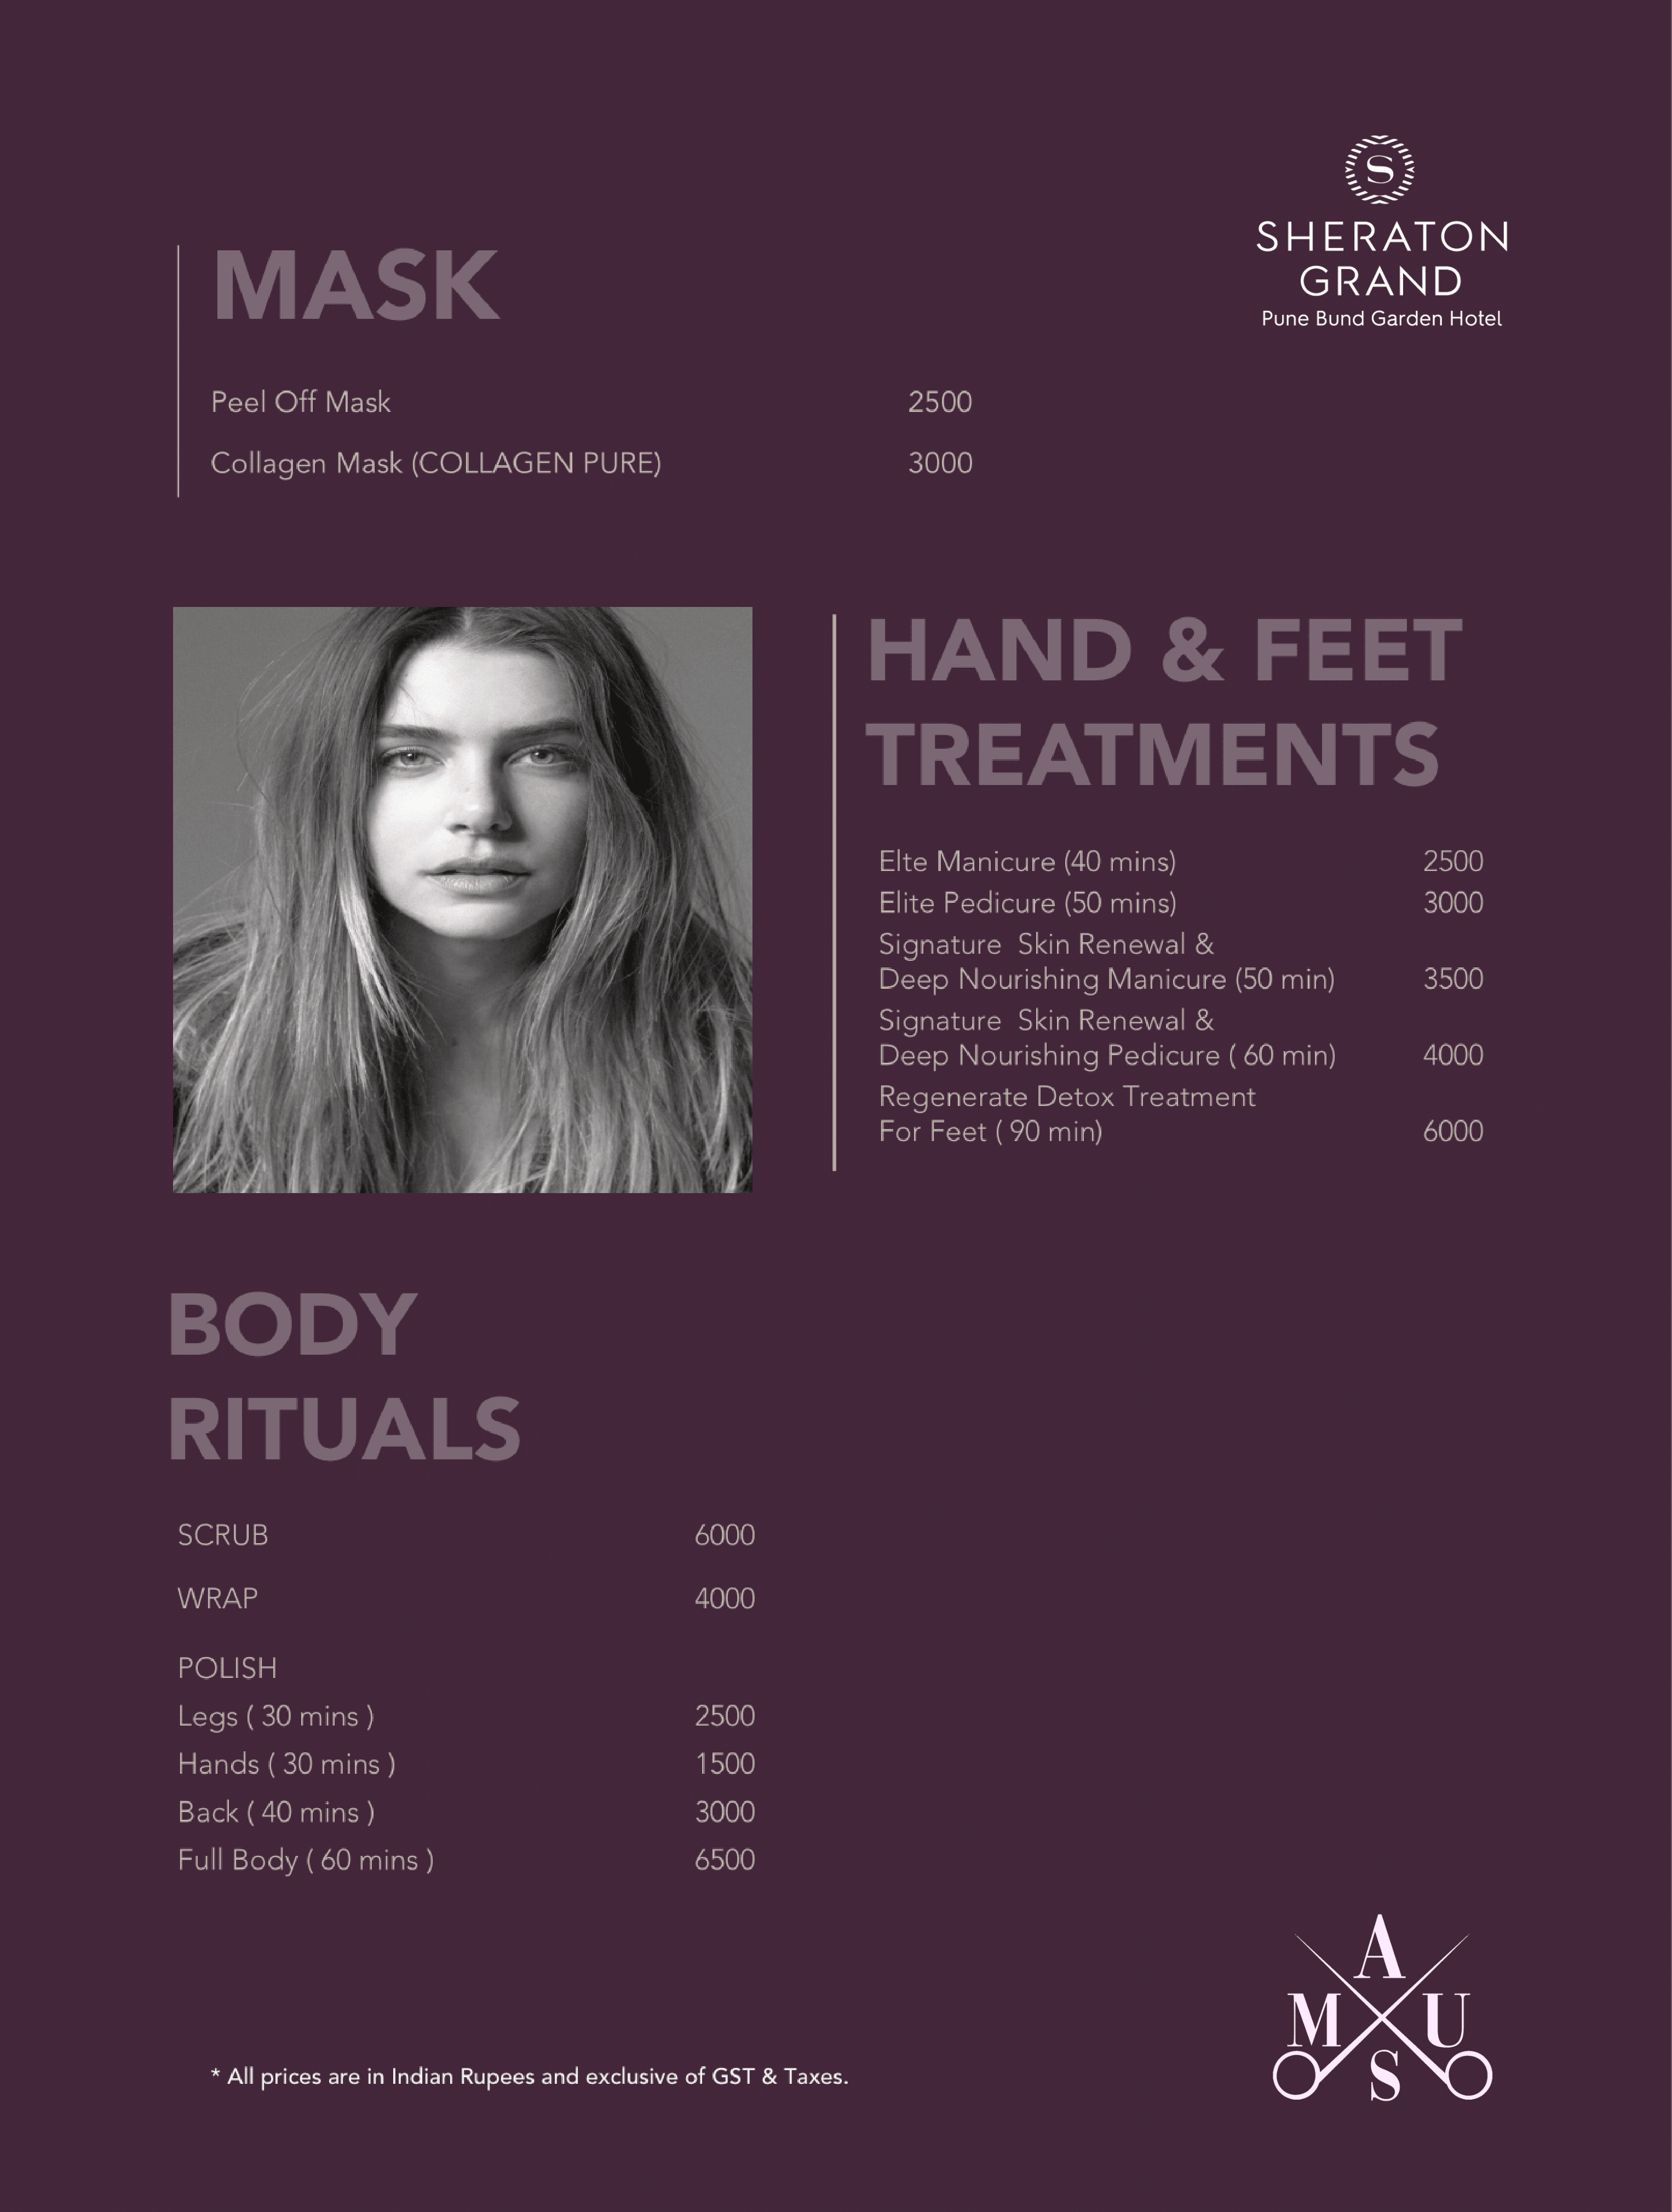 S
SHERATON
GRAND
Pune Bund Garden Hotel
MASK
Peel Off Mask 2500
Collagen Mask (COLLAGEN PURE) 3000
HAND & FEET
TREATMENTS
Elte Manicure (40 mins) 2500
Elite Pedicure (50 mins) 3000
Signature Skin Renewal &
Deep Nourishing Manicure (50 min) 3500
Signature Skin Renewal &
Deep Nourishing Pedicure ( 60 min) 4000
Regenerate Detox Treatment
For Feet ( 90 min) 6000
BODY
RITUALS
SCRUB 6000
WRAP 4000
POLISH
Legs ( 30 mins ) 2500
Hands ( 30 mins ) 1500
Back ( 40 mins ) 3000
Full Body ( 60 mins ) 6500
A
M U
S
* All prices are in Indian Rupees and exclusive of GST & Taxes.